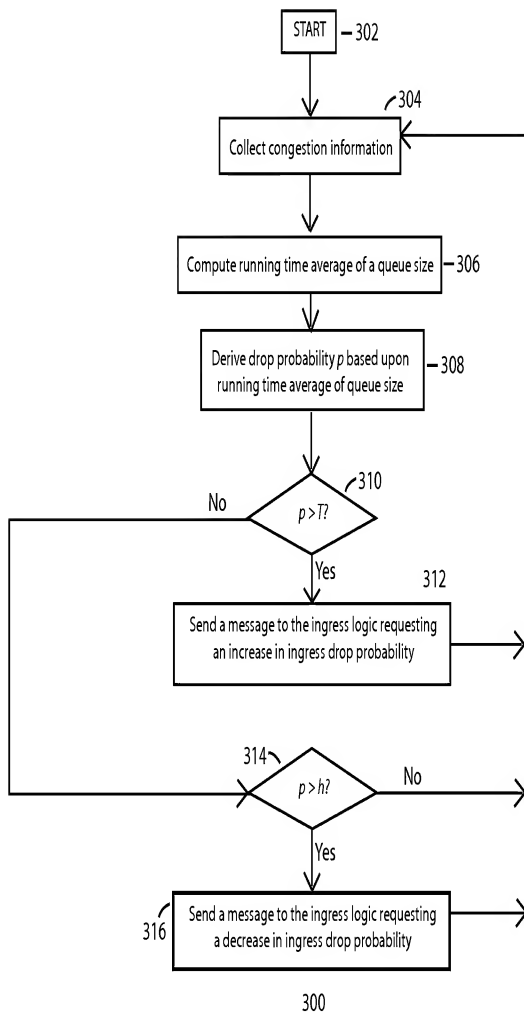 START
302
304
Collect congestion information
Compute running time average of a queue size
306
Derive drop probability p based upon
running time average of queue size
308
310
p > T?
No
Yes
312
Send a message to the ingress logic requesting
an increase in ingress drop probability
314
p > h?
No
Yes
316
Send a message to the ingress logic requesting
a decrease in ingress drop probability
300